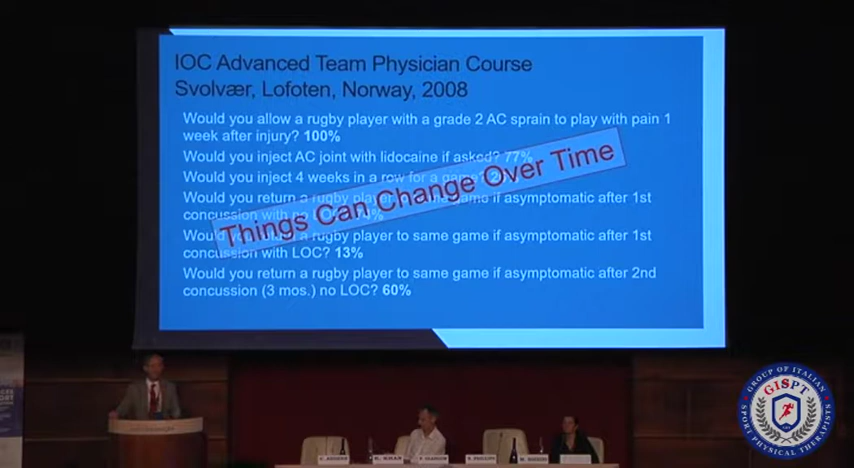 IOC Advanced Team Physician Course
Svolvær, Lofoten, Norway, 2008
Would you allow a rugby player with a grade 2 AC sprain to play with pain 1
week after injury? 100%
Would you inject AC joint with lidocaine if asked? 77%
Would you inject 4 weeks in a row for a game?
Would you return a rugby player game if asymptomatic after 1st
concussion with
Things Can Change Over Time
a rugby player to same game if asymptomatic after 1st
concussion with LOC? 13%
Would you return a rugby player to same game if asymptomatic after 2nd
concussion (3 mos.) no LOC? 60%
GROUP OF ITALIAN
GISPT
SPORT PHYSICAL THERAPISTS